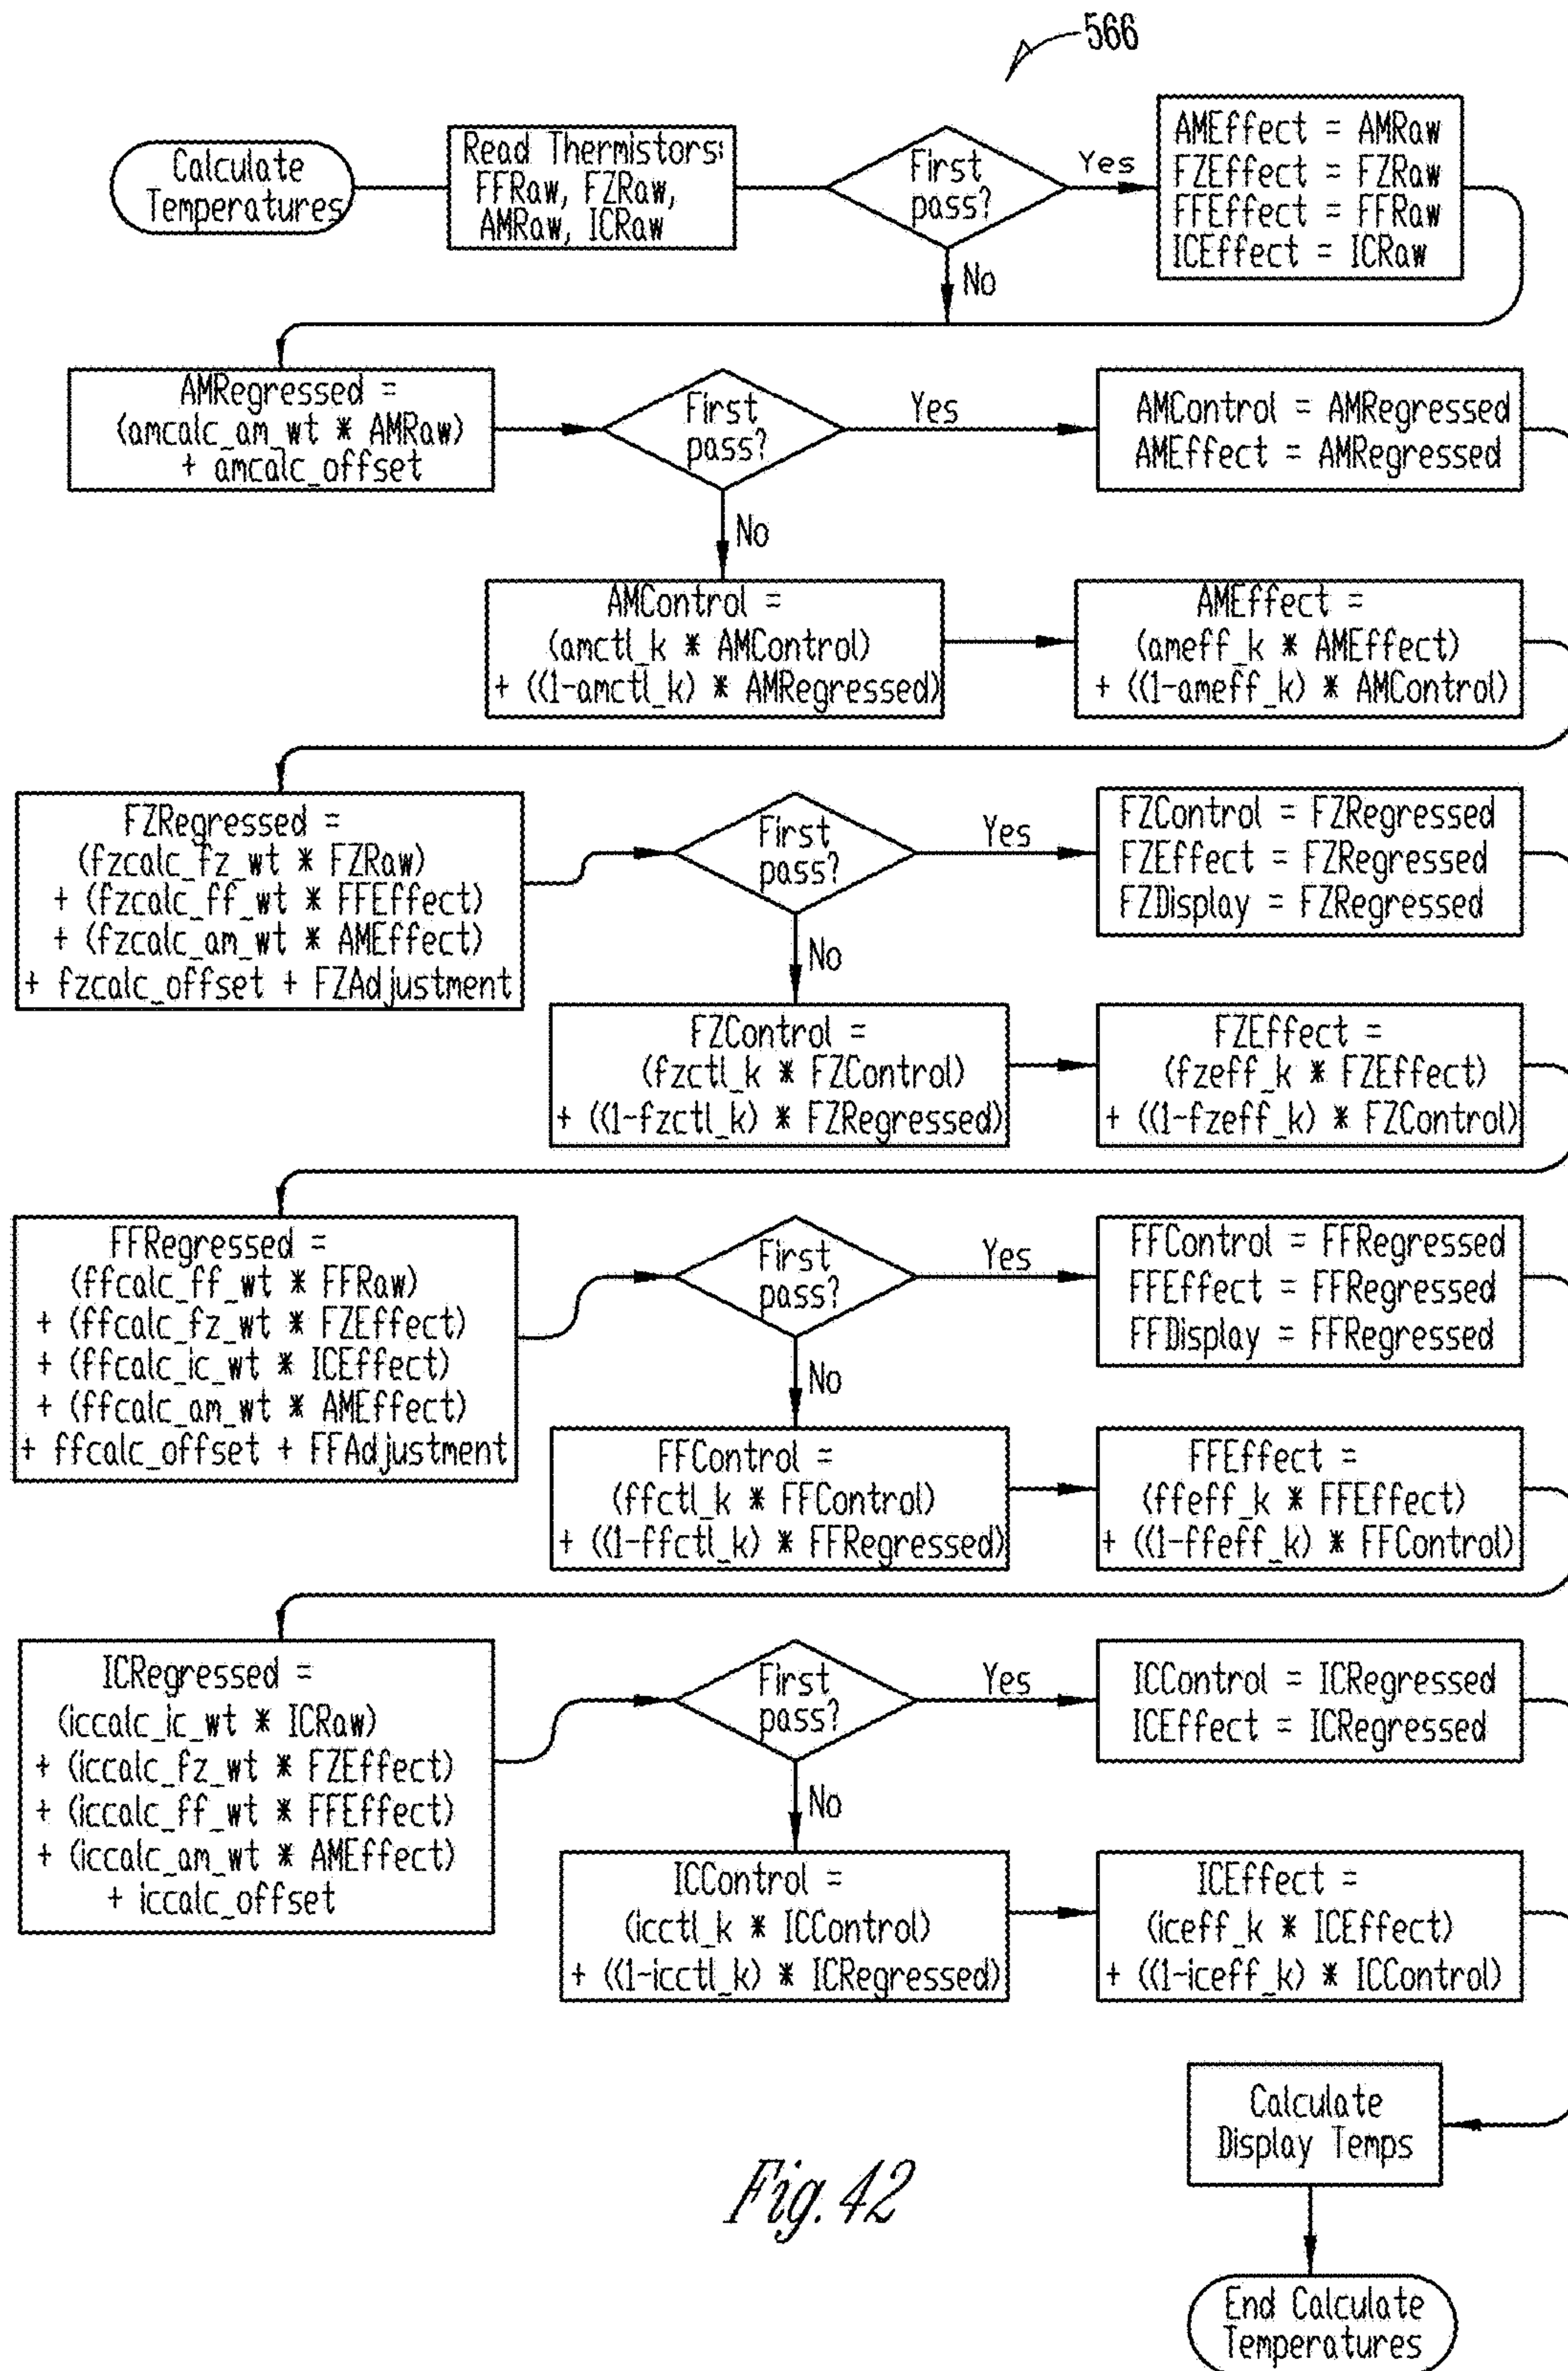 566
Calculate
Temperatures
Read Thermistors:
FFRaw, FZRaw,
AMRaw, ICRaw
First
pass?
Yes
No
AMEffect = AMRaw
FZEffect = FZRaw
FFEffect = FFRaw
ICEffect = ICRaw
AMRegressed =
(amcalc_am_wt * AMRaw)
+ amcalc_offset
First
pass?
Yes
No
AMControl = AMRegressed
AMEffect = AMRegressed
AMControl =
(amctl_k * AMControl)
+ ((1-amctl_k) * AMRegressed)
AMEffect =
(ameff_k * AMEffect)
+ ((1-ameff_k) * AMControl)
FZRegressed =
(fzcalc_fz_wt * FZRaw)
+ (fzcalc_ff_wt * FFEffect)
+ (fzcalc_am_wt * AMEffect)
+ fzcalc_offset + FZAdjustment
First
pass?
Yes
No
FZControl = FZRegressed
FZEffect = FZRegressed
FZDisplay = FZRegressed
FZControl =
(fzctl_k * FZControl)
+ ((1-fzctl_k) * FZRegressed)
FZEffect =
(fzeff_k * FZEffect)
+ ((1-fzeff_k) * FZControl)
FFRegressed =
(ffcalc_ff_wt * FFRaw)
+ (ffcalc_fz_wt * FZEffect)
+ (ffcalc_ic_wt * ICEffect)
+ (ffcalc_am_wt * AMEffect)
+ ffcalc_offset + FFAdjustment
First
pass?
Yes
No
FFControl = FFRegressed
FFEffect = FFRegressed
FFDisplay = FFRegressed
FFControl =
(ffctl_k * FFControl)
+ ((1-ffctl_k) * FFRegressed)
FFEffect =
(ffeff_k * FFEffect)
+ ((1-ffeff_k) * FFControl)
ICRegressed =
(iccalc_ic_wt * ICRaw)
+ (iccalc_fz_wt * FZEffect)
+ (iccalc_ff_wt * FFEffect)
+ (iccalc_am_wt * AMEffect)
+ iccalc_offset
First
pass?
Yes
No
ICControl = ICRegressed
ICEffect = ICRegressed
ICControl =
(icctl_k * ICControl)
+ ((1-icctl_k) * ICRegressed)
ICEffect =
(iceff_k * ICEffect)
+ ((1-iceff_k) * ICControl)
Calculate
Display Temps
End Calculate
Temperatures
Fig. 42